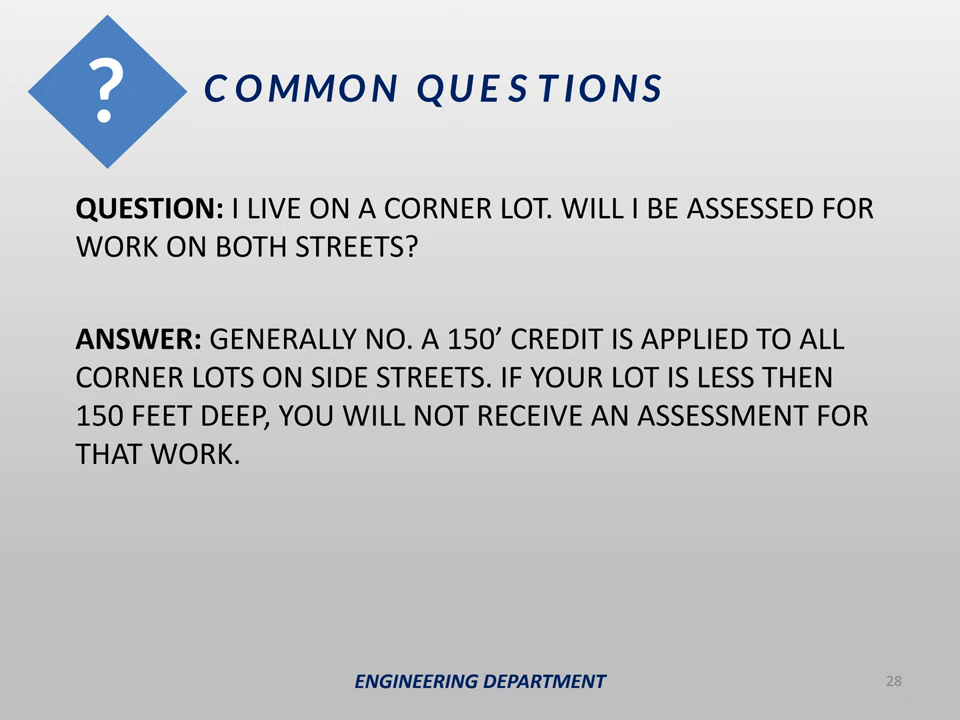 ?
COMMON QUESTIONS
QUESTION: I LIVE ON A CORNER LOT. WILL I BE ASSESSED FOR
WORK ON BOTH STREETS?
ANSWER: GENERALLY NO. A 150’ CREDIT IS APPLIED TO ALL
CORNER LOTS ON SIDE STREETS. IF YOUR LOT IS LESS THEN
150 FEET DEEP, YOU WILL NOT RECEIVE AN ASSESSMENT FOR
THAT WORK.
ENGINEERING DEPARTMENT
28